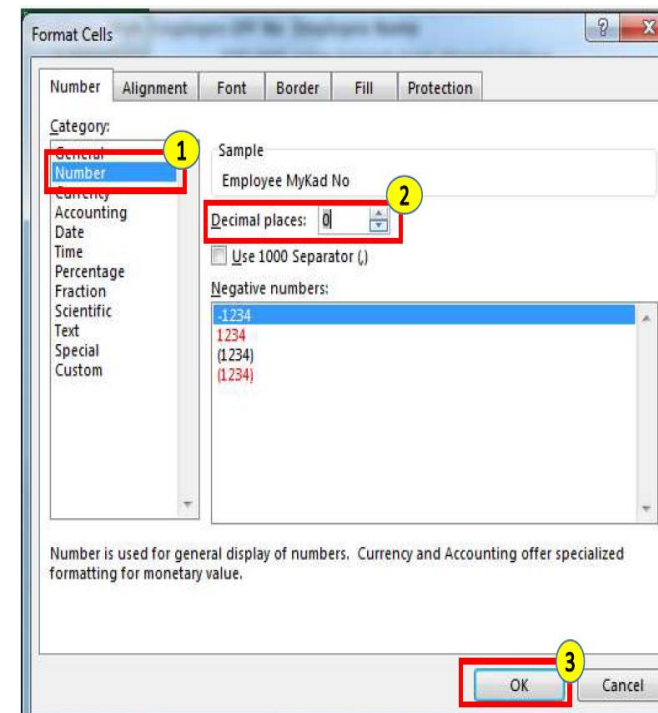 Format Cells
Number Alignment Font Border Fill Protection
Category:
General
Number
Currency
Accounting
Date
Time
Percentage
Fraction
Scientific
Text
Special
Custom
1
Sample
Employee MyKad No
2
Decimal places: 0
Use 1000 Separator (,)
Negative numbers:
-1234
1234
(1234)
(1234)
Number is used for general display of numbers. Currency and Accounting offer specialized
formatting for monetary value.
3
OK Cancel